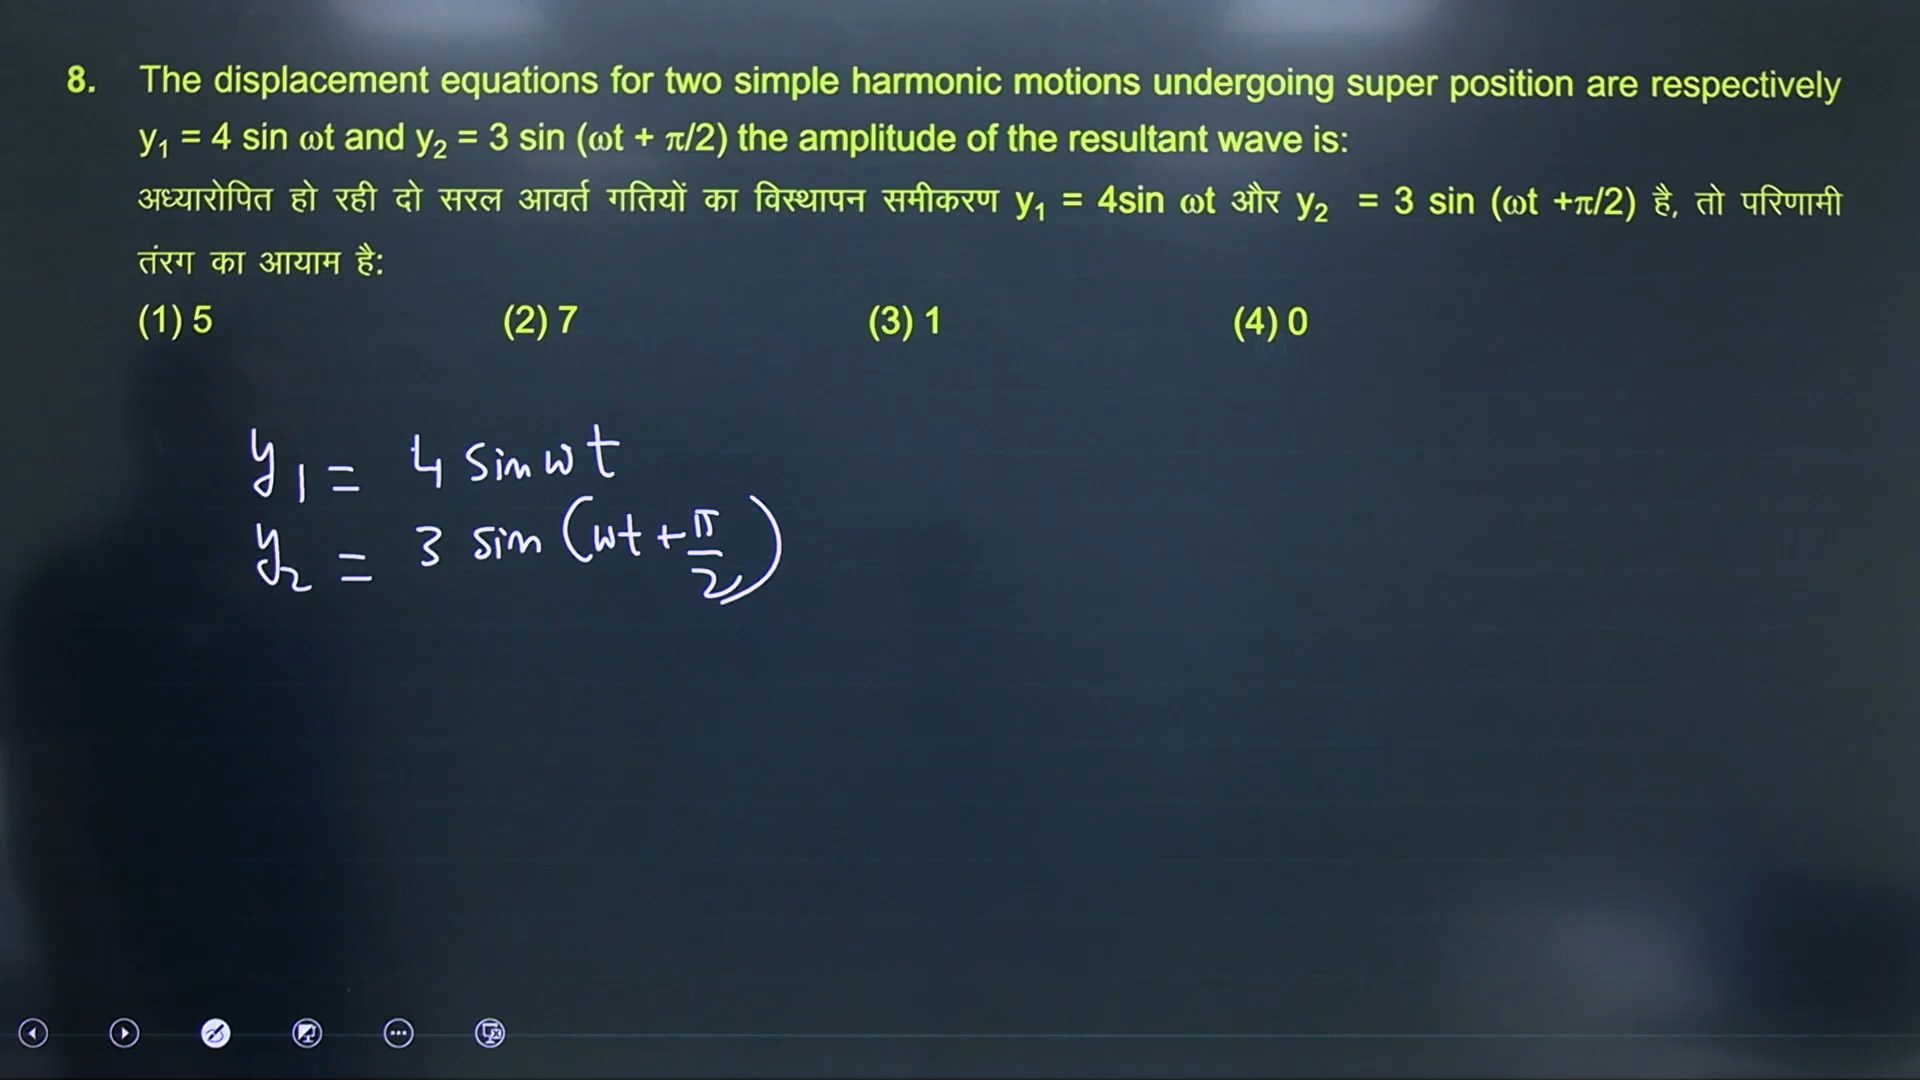 8. The displacement equations for two simple harmonic motions undergoing super position are respectively
y₁ = 4 sin ωt and y₂ = 3 sin (ωt + π/2) the amplitude of the resultant wave is:
अध्यारोपित हो रही दो सरल आवर्त गतियों का विस्थापन समीकरण y₁ = 4sin ωt और y₂ = 3 sin (ωt +π/2) है, तो परिणामी
तंरग का आयाम है:
(1) 5 (2) 7 (3) 1 (4) 0
y₁ = 4 sin ωt
y₂ = 3 sin (ωt + π/2)